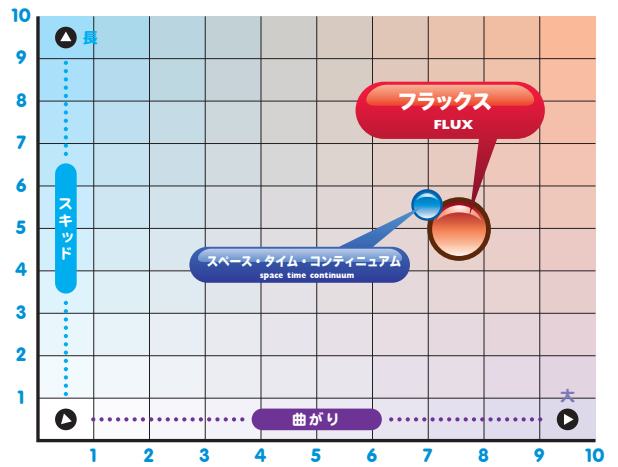 10
長
9
8
フラックス
FLUX
7
6
スキッド
5
スペース・タイム・コンティニュアム
space time continuum
4
3
2
大
1
曲がり
1 2 3 4 5 6 7 8 9 10